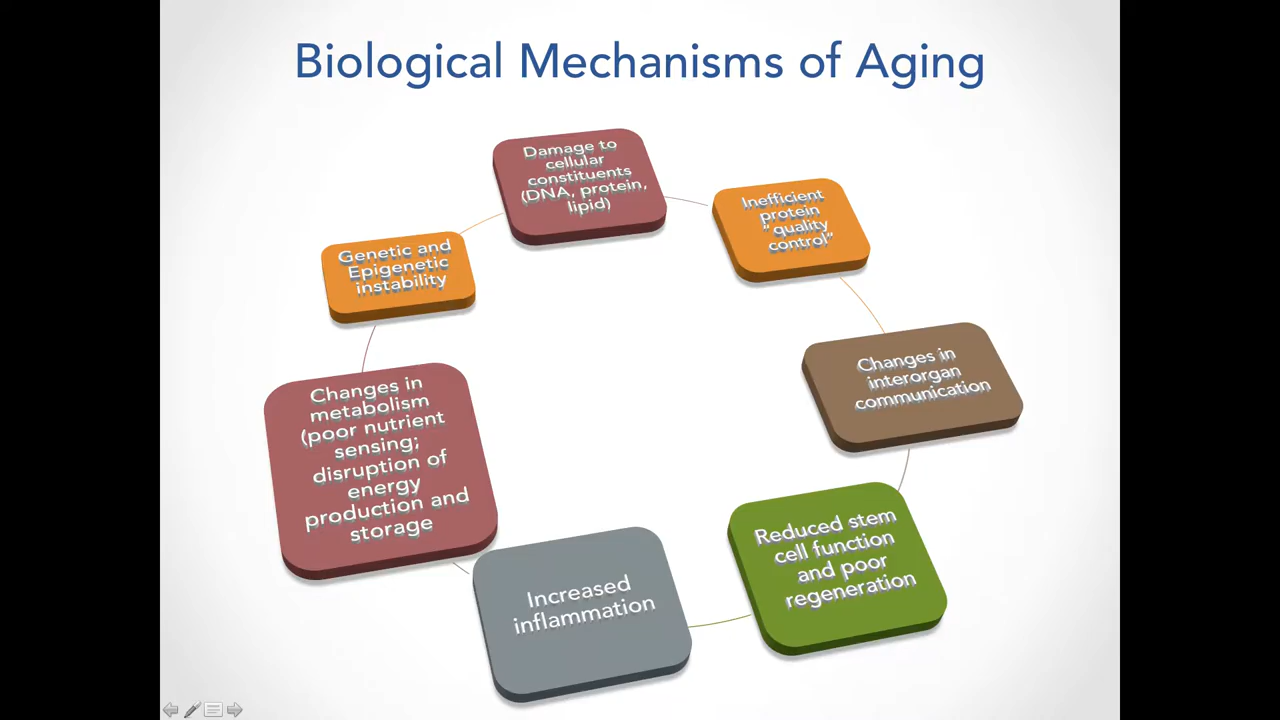 Biological Mechanisms of Aging
Damage to
cellular
constituents
(DNA, protein,
lipid)
Inefficient
protein
“ quality
control”
Changes in
interorgan
communication
Reduced stem
cell function
and poor
regeneration
Increased
inflammation
Changes in
metabolism
(poor nutrient
sensing;
disruption of
energy
production and
storage
Genetic and
Epigenetic
instability